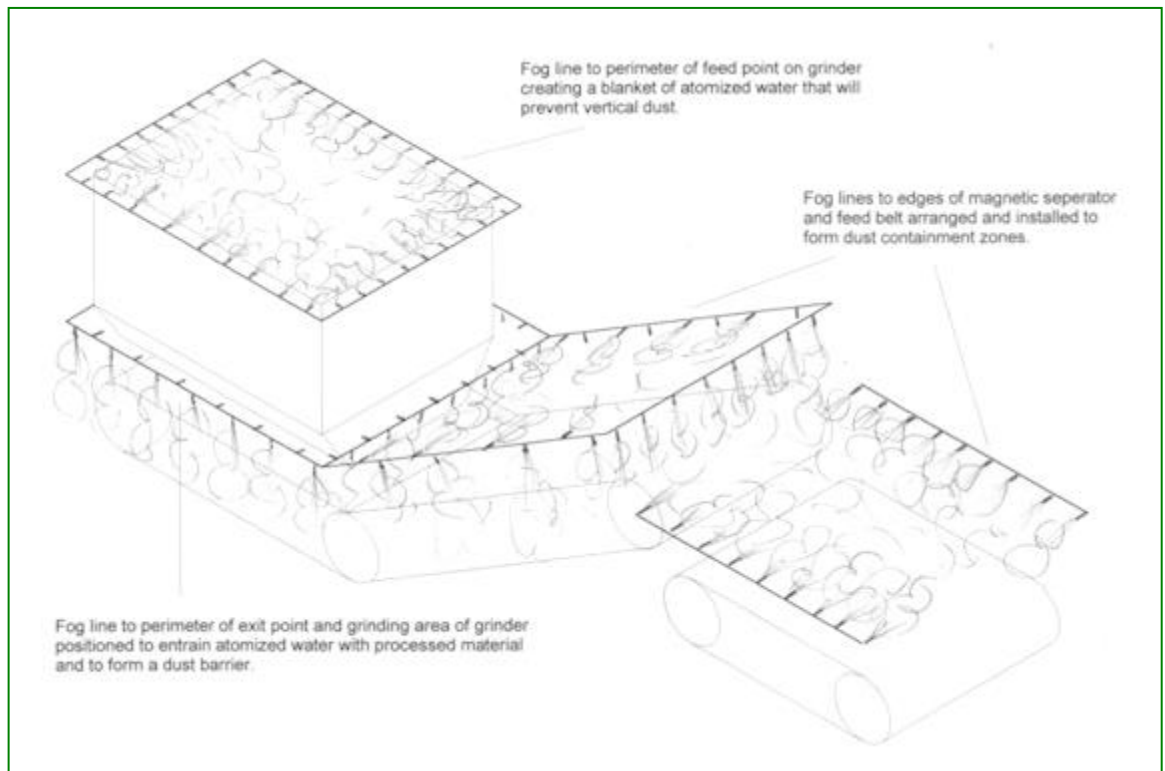 Fog line to perimeter of feed point on grinder
creating a blanket of atomized water that will
prevent vertical dust.
Fog lines to edges of magnetic seperator
and feed belt arranged and installed to
form dust containment zones.
Fog line to perimeter of exit point and grinding area of grinder
positioned to entrain atomized water with processed material
and to form a dust barrier.